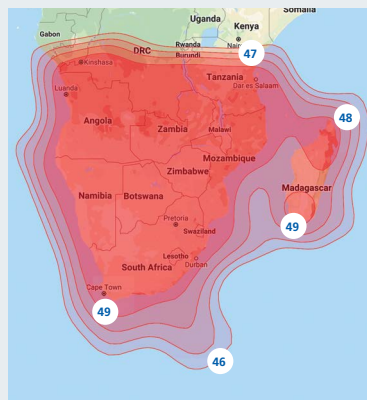 Somalia
Uganda
Kenya
Gabon
Rwanda
DRC
Burundi
47
Kinshasa
Tanzania
Dar es Salaam
Luanda
48
Angola
Malawi
Zambia
Mozambique
Zimbabwe
Madagascar
Namibia
Botswana
Pretoria
49
Swaziland
Lesotho
Durban
South Africa
Cape Town
49
46